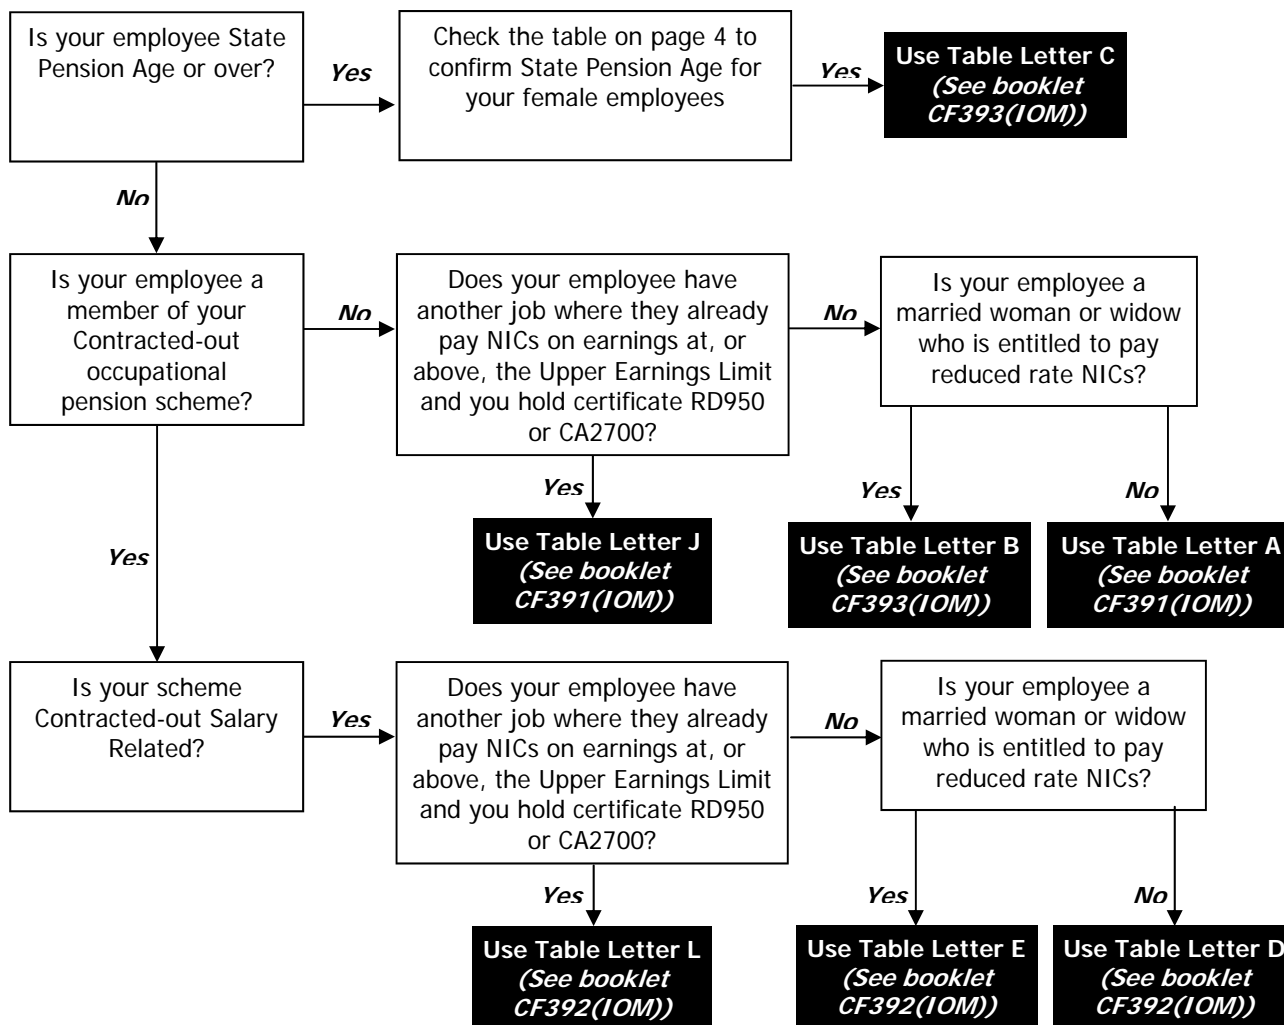 Is your employee State
Pension Age or over?
Yes
Check the table on page 4 to
confirm State Pension Age for
your female employees
Yes
Use Table Letter C
(See booklet
CF393(IOM))
No
Is your employee a
member of your
Contracted-out
occupational
pension scheme?
No
Does your employee have
another job where they already
pay NICs on earnings at, or
above, the Upper Earnings Limit
and you hold certificate RD950
or CA2700?
No
Is your employee a
married woman or widow
who is entitled to pay
reduced rate NICs?
Yes
Yes
No
Use Table Letter J
(See booklet
CF391(IOM))
Use Table Letter B
(See booklet
CF393(IOM))
Use Table Letter A
(See booklet
CF391(IOM))
Yes
Is your scheme
Contracted-out Salary
Related?
Yes
Does your employee have
another job where they already
pay NICs on earnings at, or
above, the Upper Earnings Limit
and you hold certificate RD950
or CA2700?
No
Is your employee a
married woman or widow
who is entitled to pay
reduced rate NICs?
Yes
Yes
No
Use Table Letter L
(See booklet
CF392(IOM))
Use Table Letter E
(See booklet
CF392(IOM))
Use Table Letter D
(See booklet
CF392(IOM))